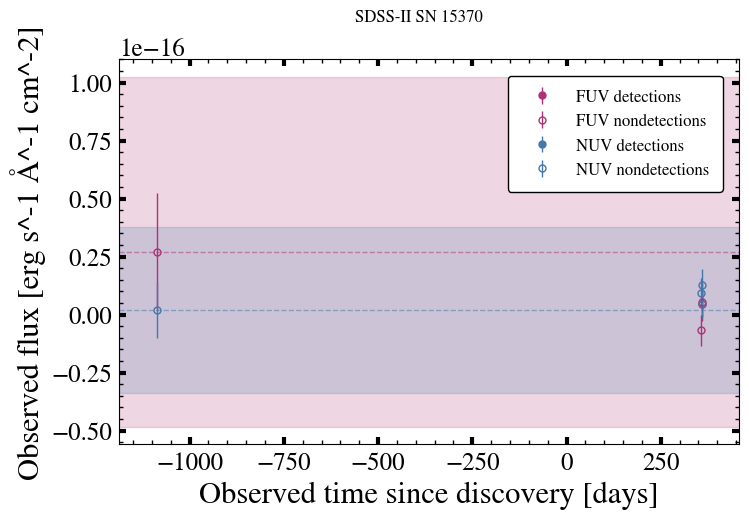 SDSS-II SN 15370
1e−16
Observed flux [erg s^-1 Å^-1 cm^-2]
1.00
0.75
0.50
0.25
0.00
−0.25
−0.50
FUV detections
FUV nondetections
NUV detections
NUV nondetections
−1000 −750 −500 −250 0 250
Observed time since discovery [days]